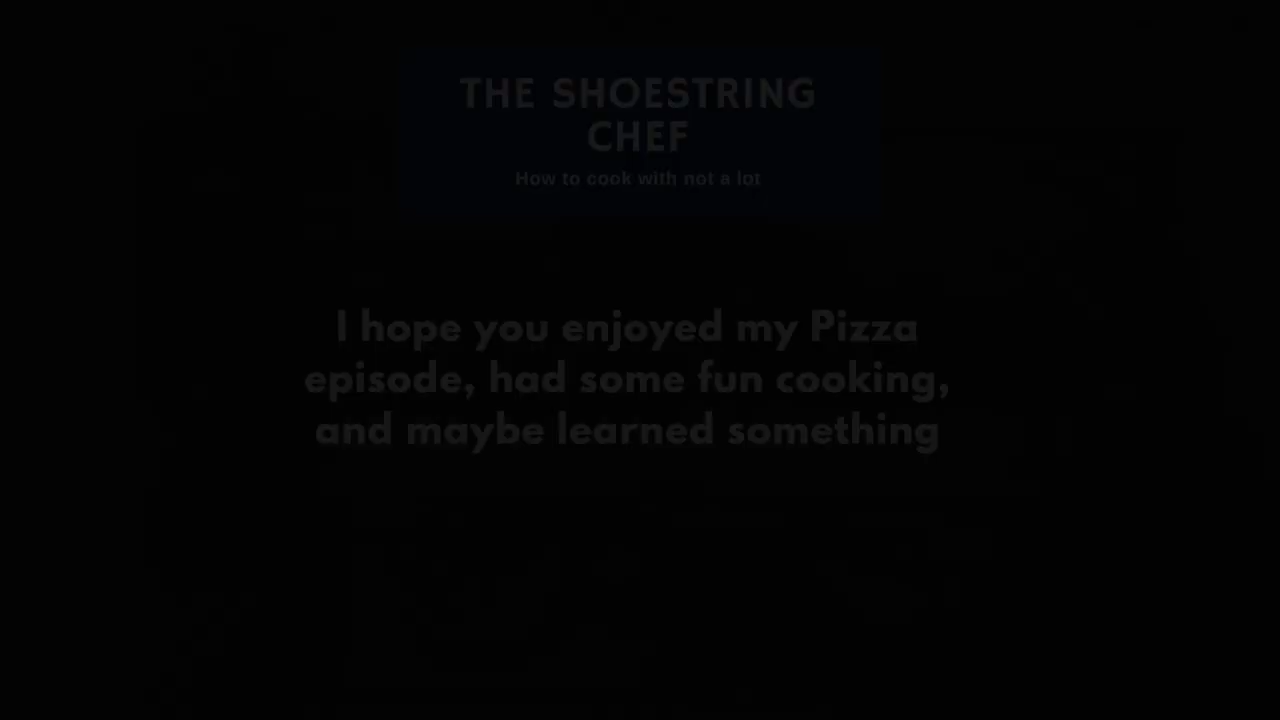 THE SHOESTRING
CHEF
How to cook with not a lot
I hope you enjoyed my Pizza
episode, had some fun cooking,
and maybe learned something